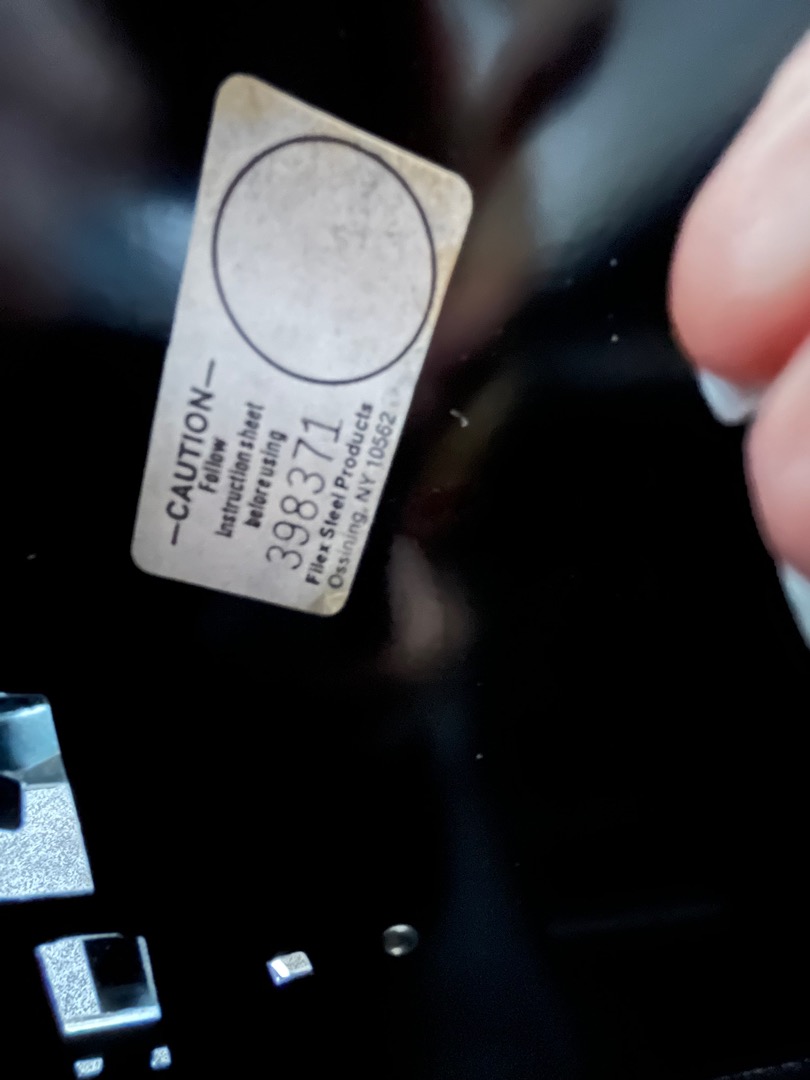 —CAUTION—
Follow
Instruction sheet
before using
398371
Filex Steel Products
Ossining, NY 10562